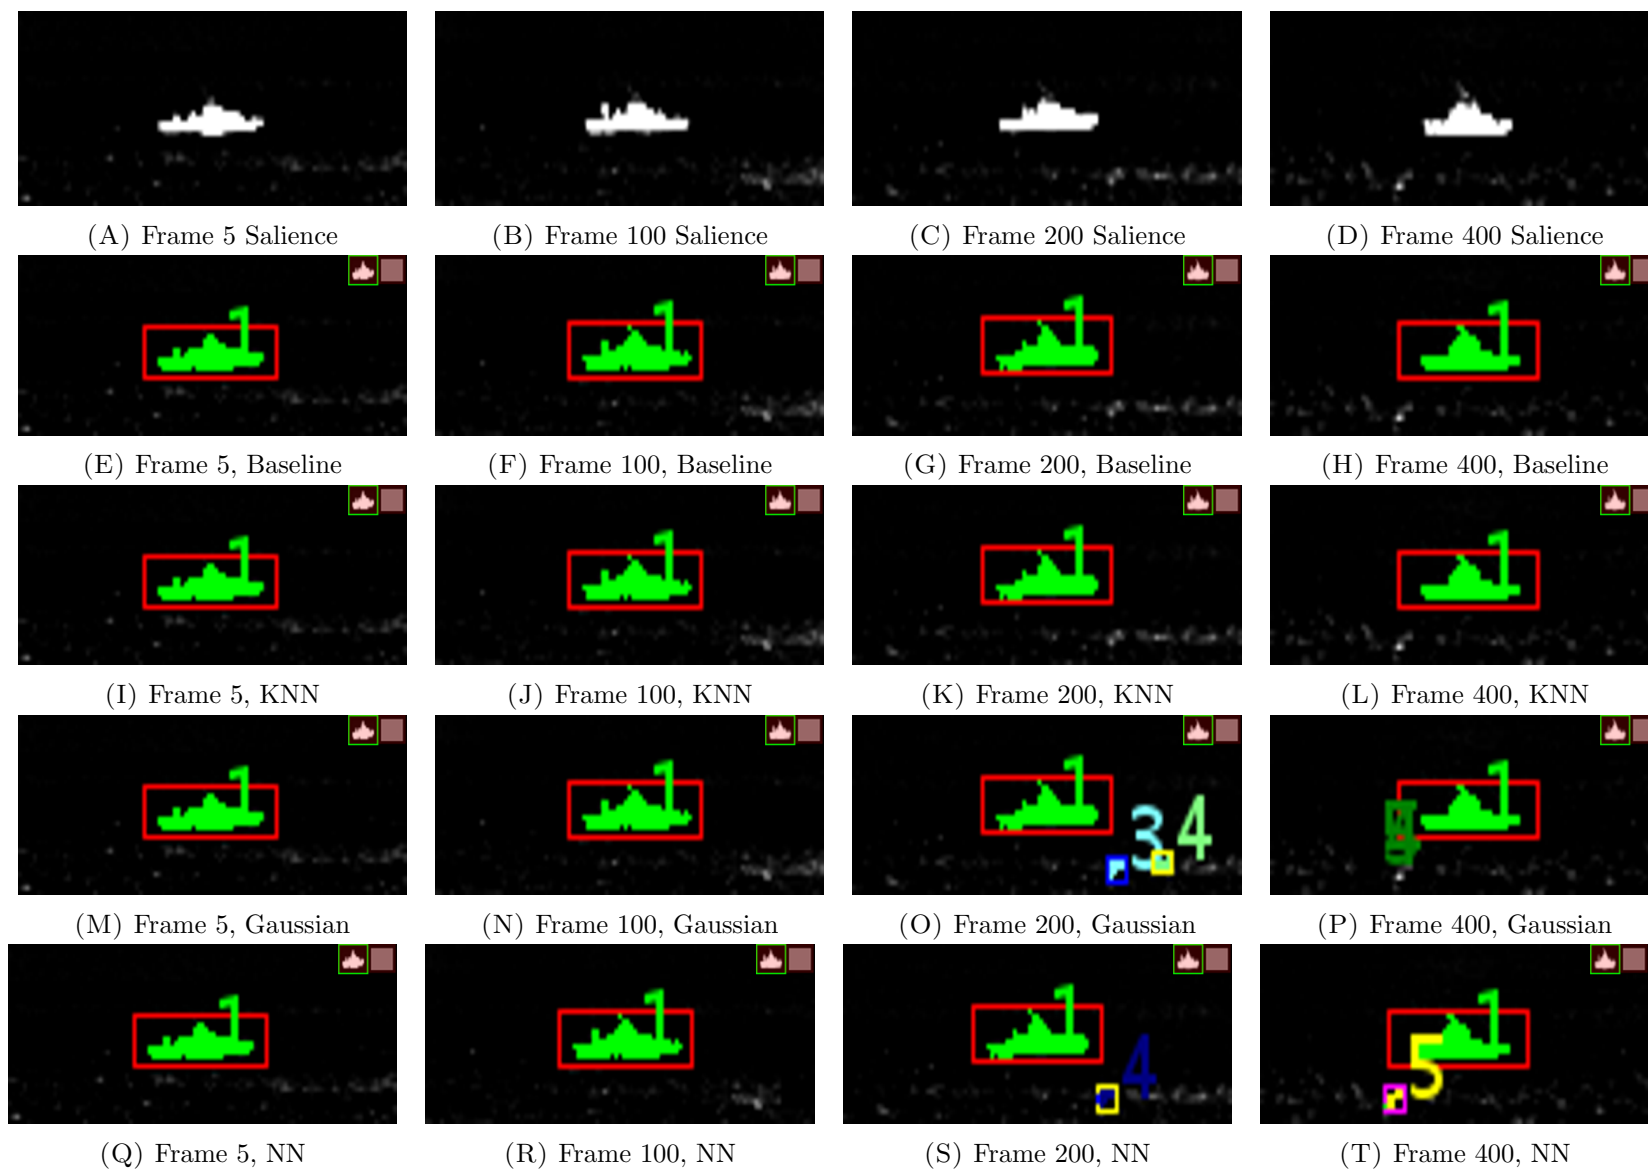 (A) Frame 5 Salience
(B) Frame 100 Salience
(C) Frame 200 Salience
(D) Frame 400 Salience
1
1
1
1
(E) Frame 5, Baseline
(F) Frame 100, Baseline
(G) Frame 200, Baseline
(H) Frame 400, Baseline
1
1
1
1
(I) Frame 5, KNN
(J) Frame 100, KNN
(K) Frame 200, KNN
(L) Frame 400, KNN
1
1
1
3 4
1
(M) Frame 5, Gaussian
(N) Frame 100, Gaussian
(O) Frame 200, Gaussian
(P) Frame 400, Gaussian
1
1
1
4
1
5
(Q) Frame 5, NN
(R) Frame 100, NN
(S) Frame 200, NN
(T) Frame 400, NN